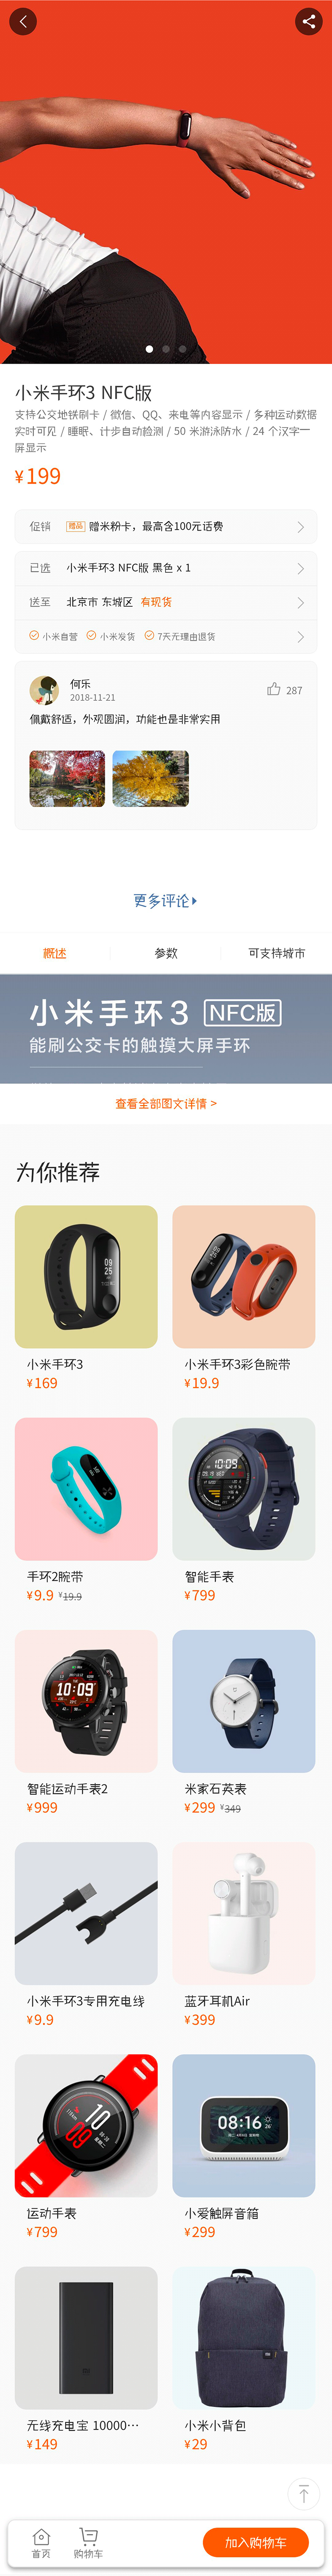 小米手环3 NFC版
支持公交地铁刷卡 / 微信、QQ、来电等内容显示 / 多种运动数据
实时可见 / 睡眠、计步自动检测 / 50 米游泳防水 / 24 个汉字一
屏显示
¥199
促销 赠品 赠米粉卡，最高含100元话费
已选 小米手环3 NFC版 黑色 x 1
送至 北京市 东城区 有现货
小米自营 小米发货 7天无理由退货
何乐
2018-11-21
287
佩戴舒适，外观圆润，功能也是非常实用
更多评论
概述 参数 可支持城市
小米手环3 NFC版
能刷公交卡的触摸大屏手环
查看全部图文详情 >
为你推荐
09
25
小米手环3 小米手环3彩色腕带
¥169 ¥19.9
10:09
手环2腕带 智能手表
¥9.9 ¥19.9 ¥799
10:09
智能运动手表2 米家石英表
¥999 ¥299 ¥349
小米手环3专用充电线 蓝牙耳机Air
¥9.9 ¥399
10
09
08:16
26°
运动手表 小爱触屏音箱
¥799 ¥299
无线充电宝 10000… 小米小背包
¥149 ¥29
首页 购物车 加入购物车